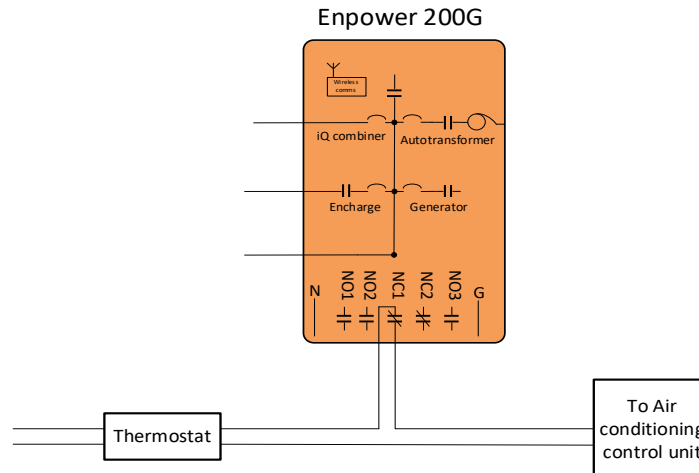 Enpower 200G
Wireless
comms
iQ combiner
Autotransformer
Encharge
Generator
N
NO1
NO2
NC1
NC2
NO3
G
Thermostat
To Air
conditioning
control unit